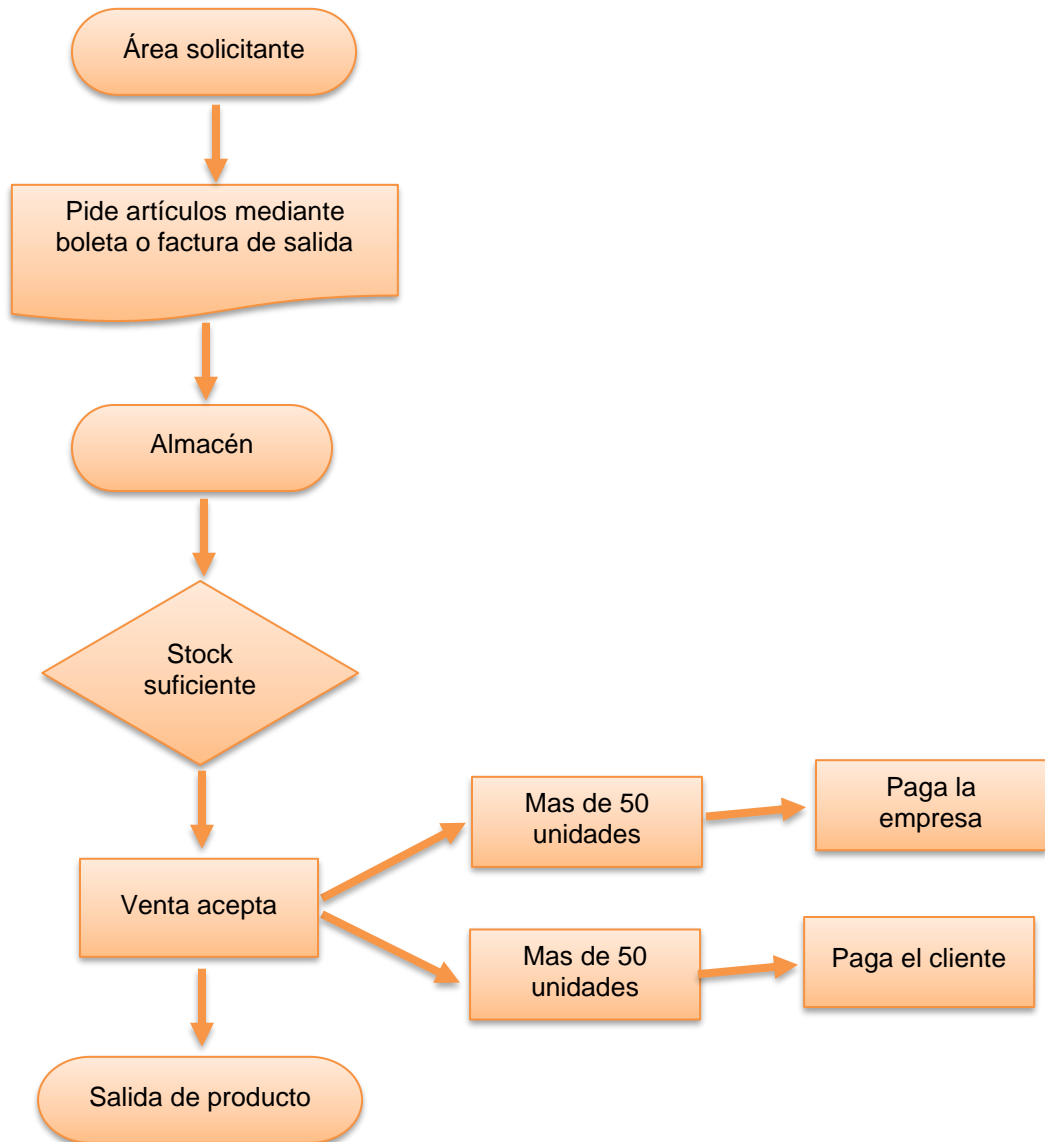 Área solicitante
Pide artículos mediante
boleta o factura de salida
Almacén
Stock
suficiente
Mas de 50
unidades
Paga la
empresa
Venta acepta
Mas de 50
unidades
Paga el cliente
Salida de producto